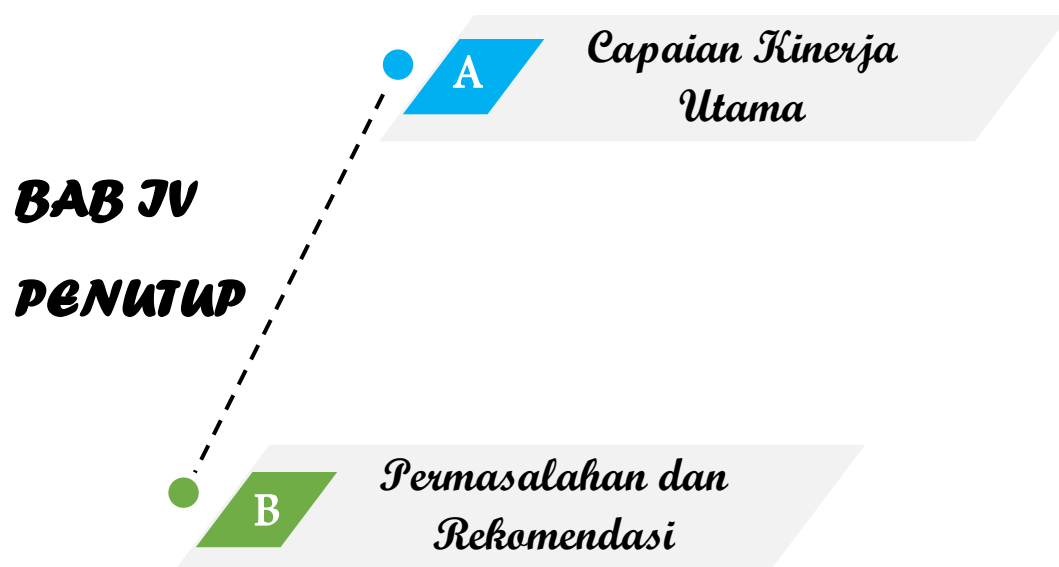 BAB IV
PENUTUP
A
Capaian Kinerja
Utama
B
Permasalahan dan
Rekomendasi